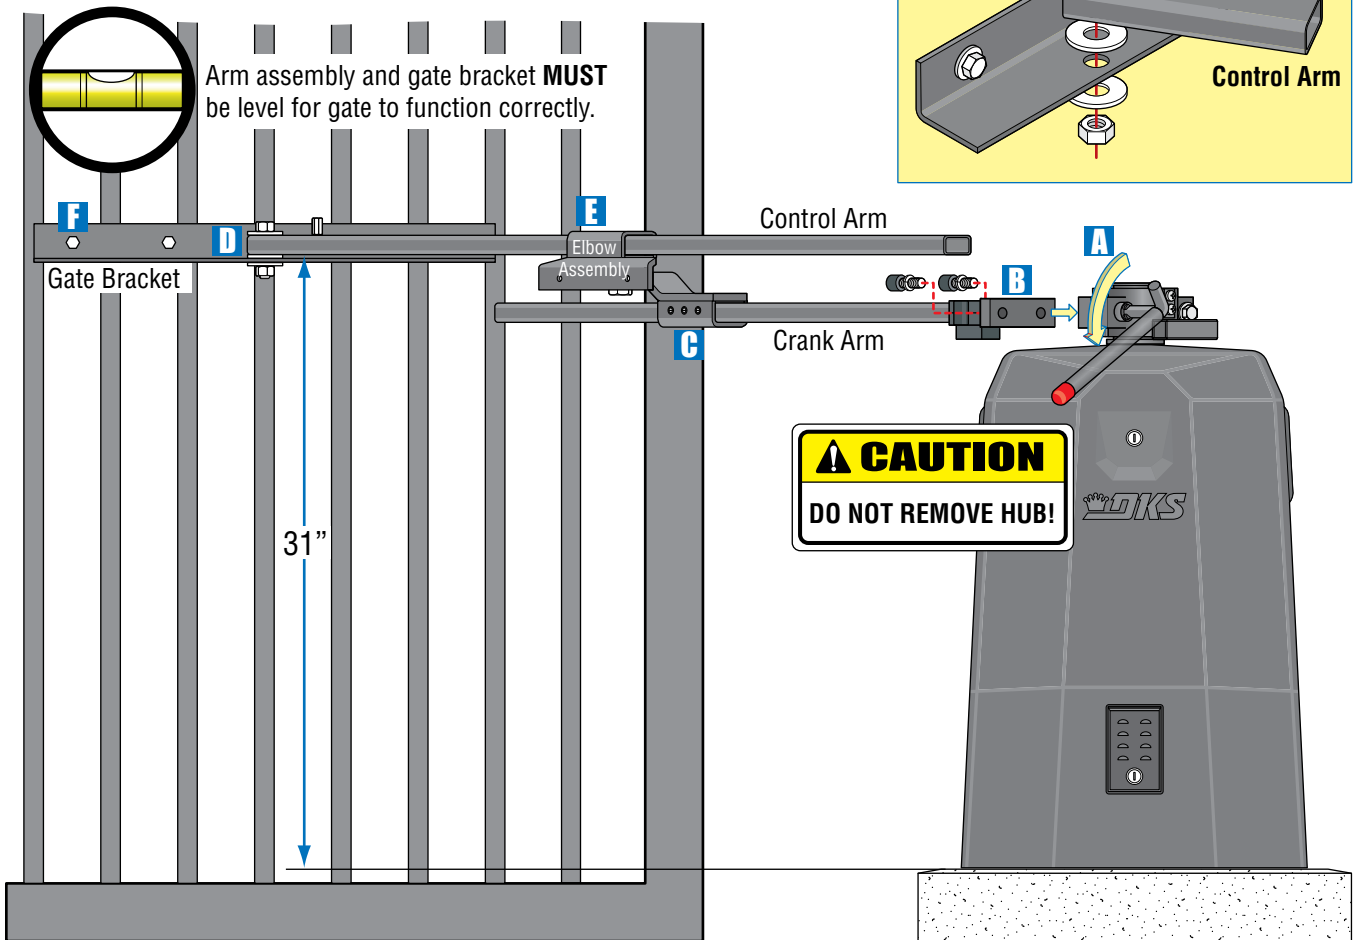 Arm assembly and gate bracket MUST
be level for gate to function correctly.
Control Arm
F
D
E
Elbow
Assembly
Gate Bracket
Control Arm
A
B
C
Crank Arm
CAUTION
DO NOT REMOVE HUB!
DKS
31”